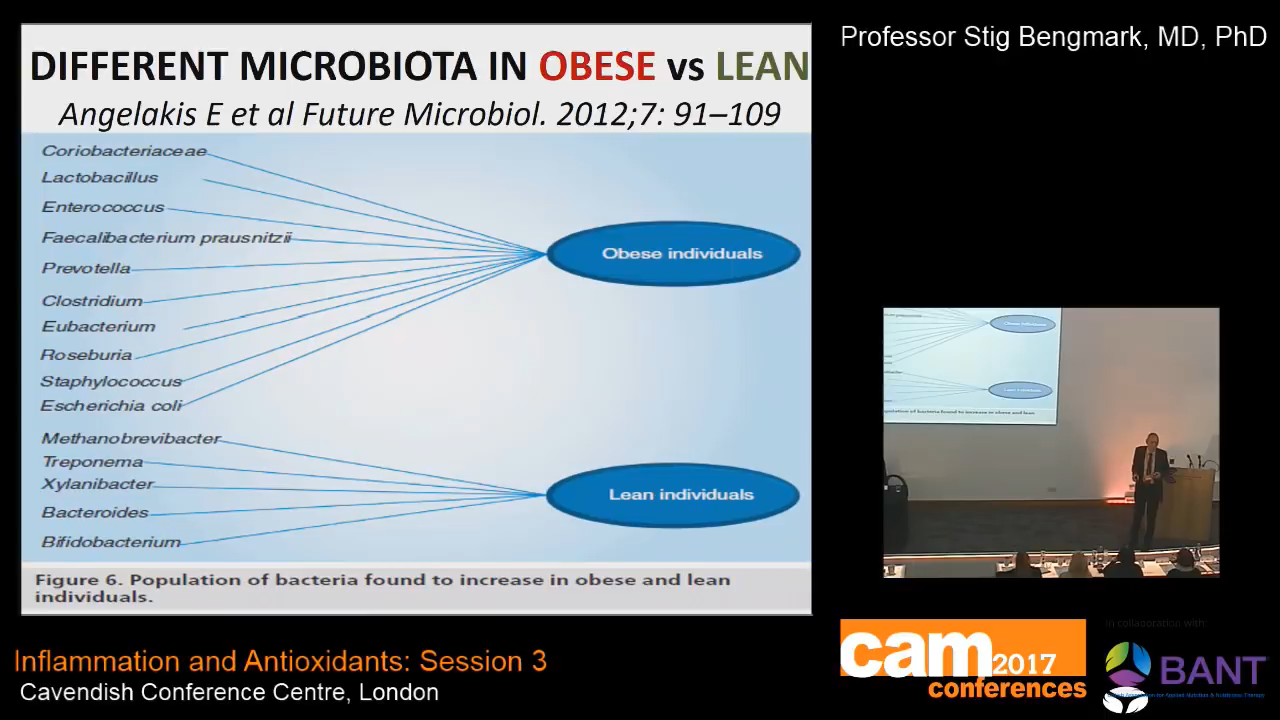 DIFFERENT MICROBIOTA IN OBESE vs LEAN
Angelakis E et al Future Microbiol. 2012;7: 91–109
Coriobacteriaceae
Lactobacillus
Enterococcus
Faecalibacterium prausnitzii
Prevotella
Clostridium
Eubacterium
Roseburia
Staphylococcus
Escherichia coli
Obese individuals
Methanobrevibacter
Treponema
Xylanibacter
Bacteroides
Bifidobacterium
Lean individuals
Figure 6. Population of bacteria found to increase in obese and lean
individuals.
Professor Stig Bengmark, MD, PhD
Inflammation and Antioxidants: Session 3
Cavendish Conference Centre, London
cam 2017
conferences
In collaboration with
BANT